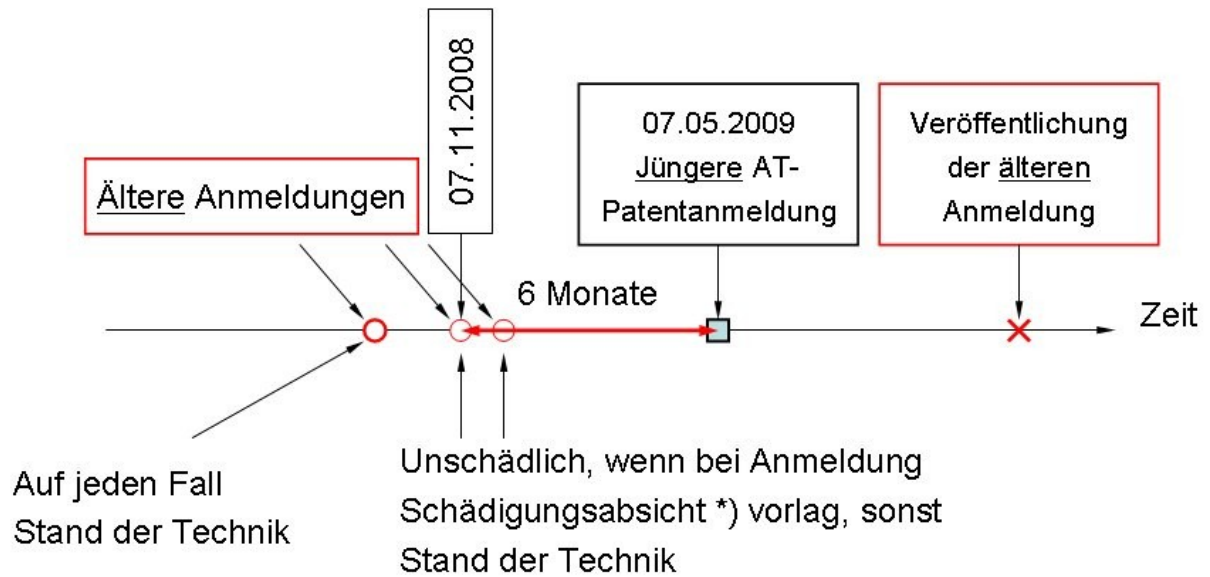 07.11.2008
Ältere Anmeldungen
07.05.2009
Jüngere AT-
Patentanmeldung
Veröffentlichung
der älteren
Anmeldung
6 Monate
Zeit
Auf jeden Fall
Stand der Technik
Unschädlich, wenn bei Anmeldung
Schädigungsabsicht *) vorlag, sonst
Stand der Technik